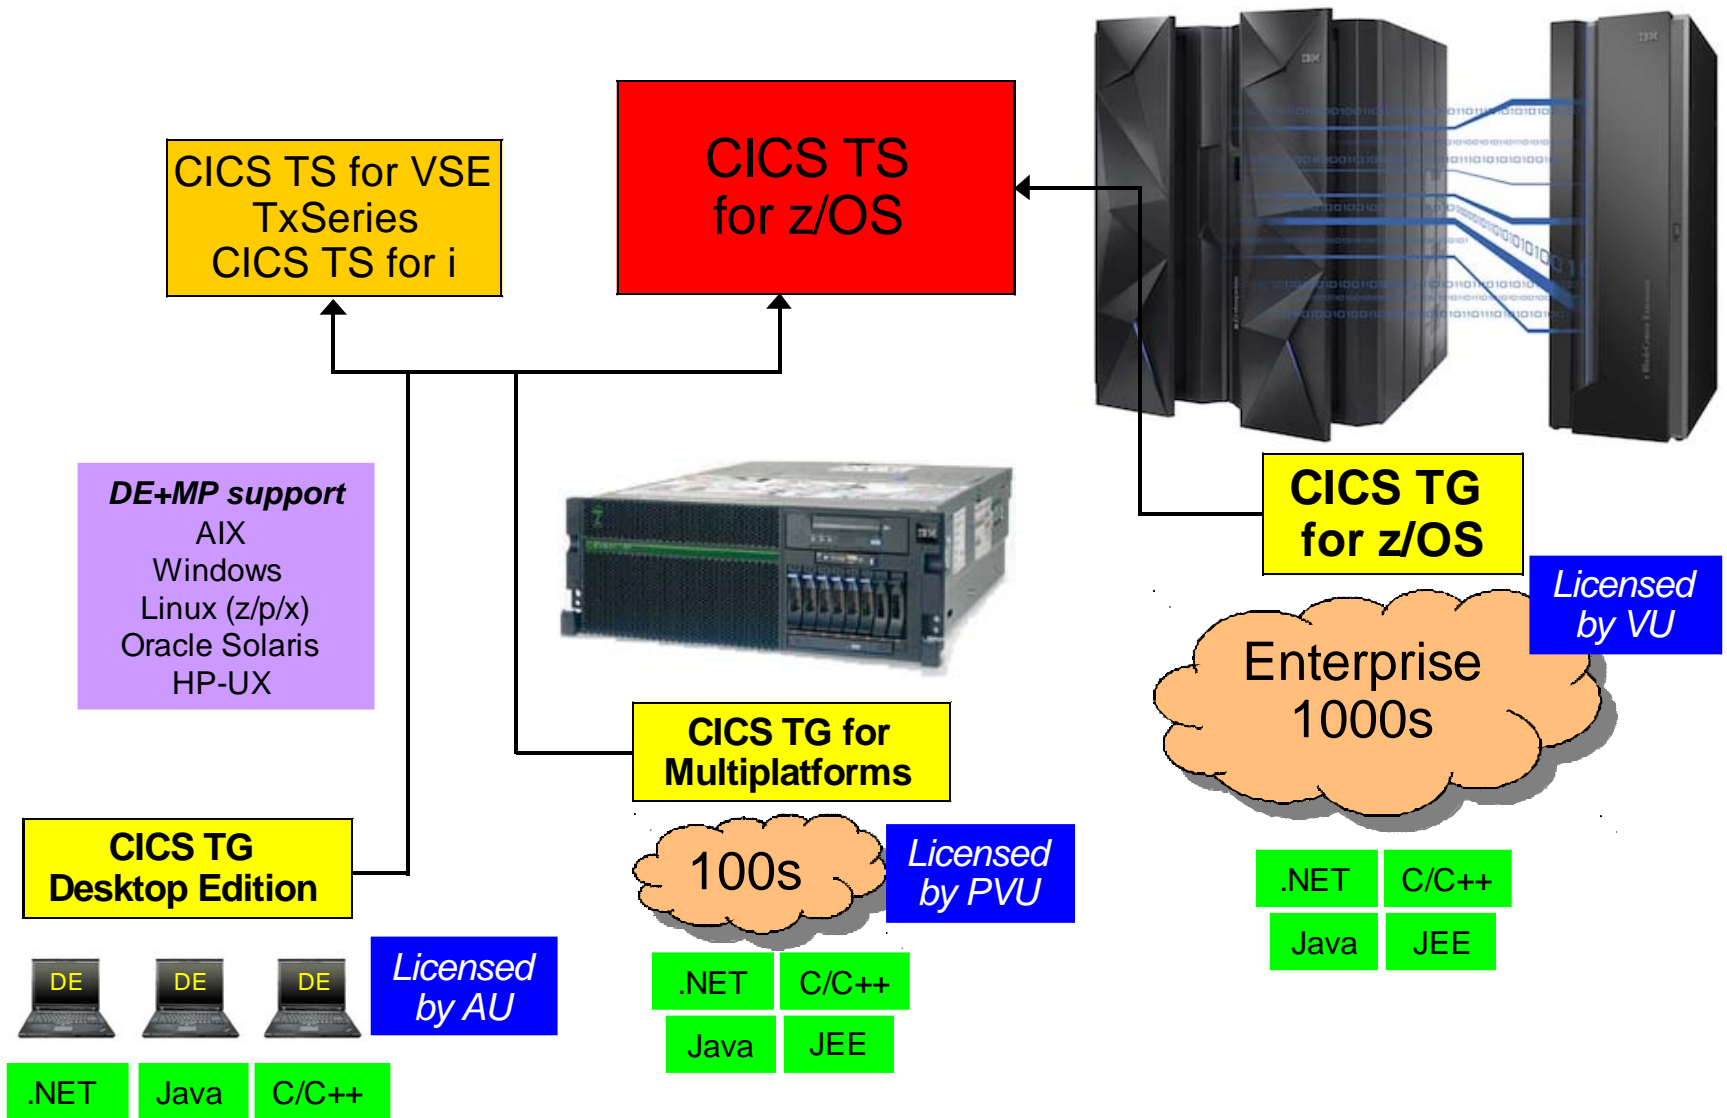 CICS TS for VSE
TxSeries
CICS TS for i
CICS TS
for z/OS
IBM
IBM
DE+MP support
AIX
Windows
Linux (z/p/x)
Oracle Solaris
HP-UX
IBM
CICS TG
for z/OS
Licensed
by VU
Enterprise
1000s
CICS TG for
Multiplatforms
100s
Licensed
by PVU
CICS TG
Desktop Edition
DE
DE
DE
Licensed
by AU
.NET
Java
C/C++
.NET
C/C++
Java
JEE
.NET
C/C++
Java
JEE